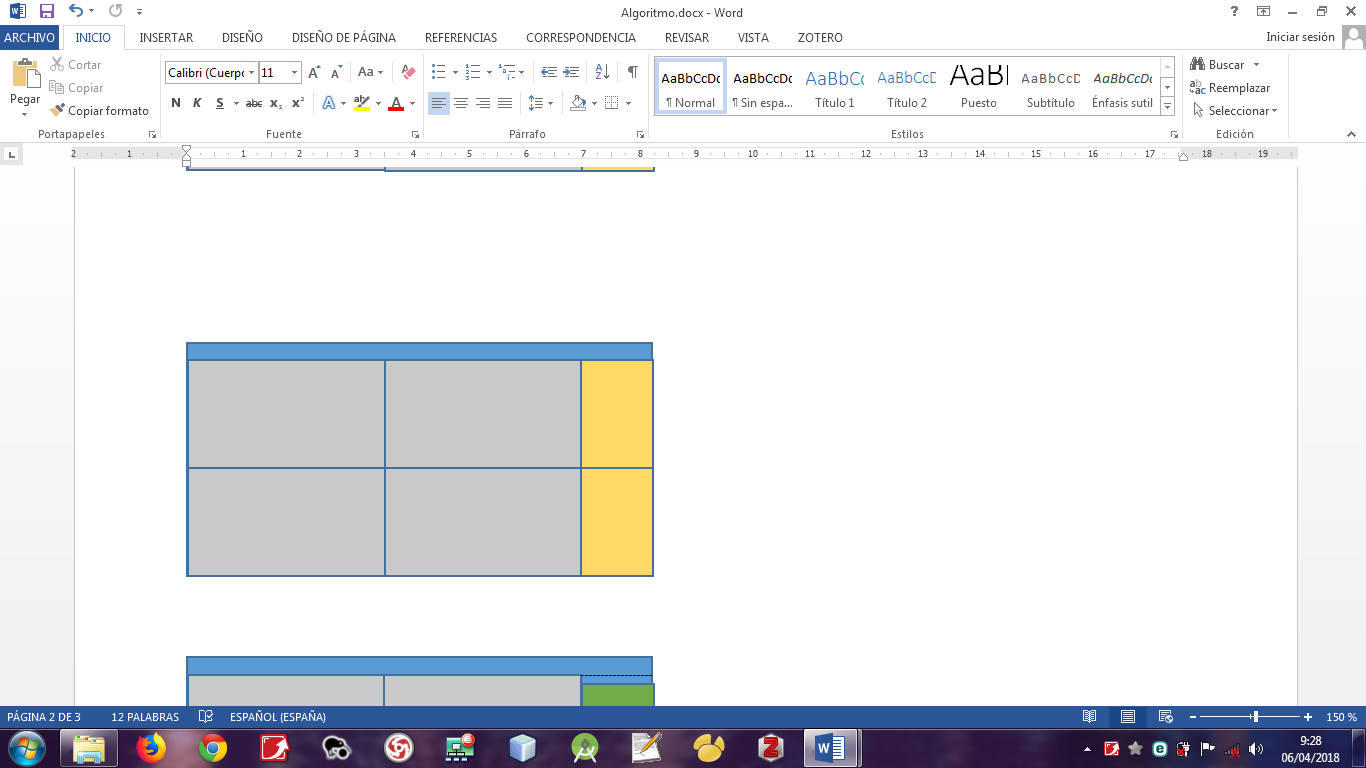 Algoritmo.docx - Word
?
ARCHIVO INICIO INSERTAR DISEÑO DISEÑO DE PÁGINA REFERENCIAS CORRESPONDENCIA REVISAR VISTA ZOTERO Iniciar sesión
Pegar
Cortar
Copiar
Copiar formato
Portapapeles
Calibri (Cuerpo 11 A A Aa
N K S abc x₂ x² A aby A
Fuente
Párrafo
AaBbCcDc AaBbCcDc AaBbCc AaBbCcD AaB AaBbCcD AaBbCcDc
¶ Normal ¶ Sin espa... Título 1 Título 2 Puesto Subtítulo Énfasis sutil
Estilos
Buscar
Reemplazar
Seleccionar
Edición
2 1 1 2 3 4 5 6 7 8 9 10 11 12 13 14 15 16 17 18 19
PÁGINA 2 DE 3 12 PALABRAS ESPAÑOL (ESPAÑA) 150 %
9:28
06/04/2018